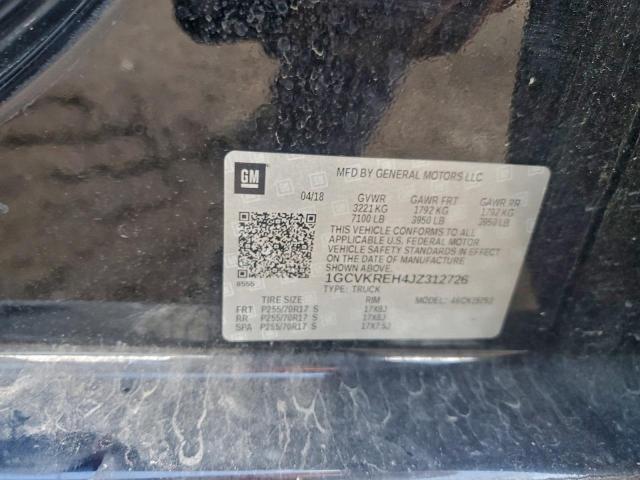 GM
MFD BY GENERAL MOTORS LLC
04/18 GVWR GAWR FRT GAWR RR
3221 KG 1792 KG 1792 KG
7100 LB 3950 LB 3950 LB
THIS VEHICLE CONFORMS TO ALL
APPLICABLE U.S. FEDERAL MOTOR
VEHICLE SAFETY STANDARDS IN EFFECT
ON THE DATE OF MANUFACTURE
SHOWN ABOVE.
8555
1GCVKREH4JZ312726
TYPE: TRUCK
TIRE SIZE RIM MODEL:
FRT P255/70R17 S 17X8J
RR P255/70R17 S 17X8J
SPA P255/70R17 S 17X7.5J